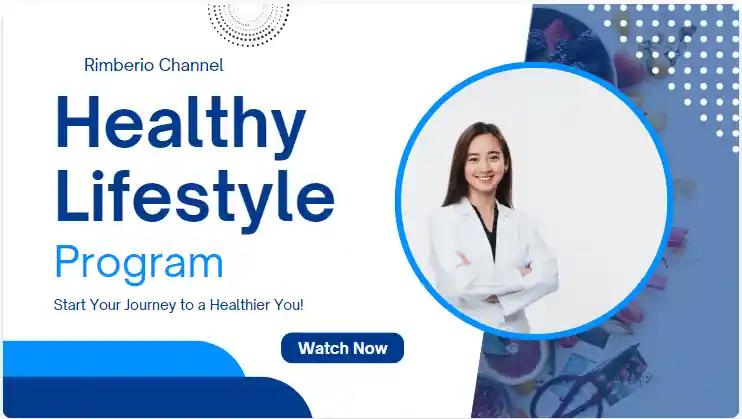 Rimberio Channel
Healthy
Lifestyle
Program
Start Your Journey to a Healthier You!
Watch Now